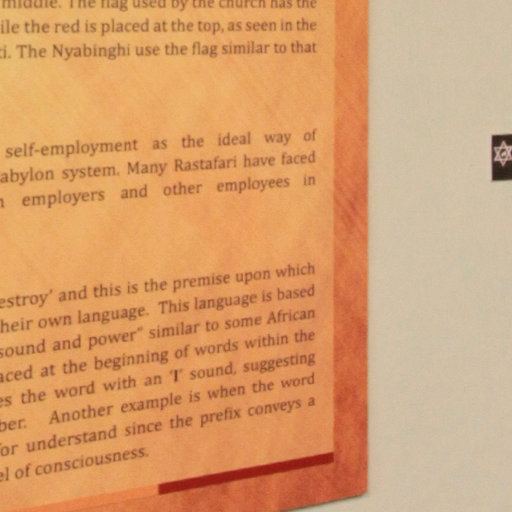 middle. The flag used by the church has the
ile the red is placed at the top, as seen in the
i. The Nyabinghi use the flag similar to that
self-employment as the ideal way of
abylon system. Many Rastafari have faced
employers and other employees in
estroy' and this is the premise upon which
heir own language. This language is based
sound and power" similar to some African
aced at the beginning of words within the
es the word with an 'I' sound, suggesting
ber. Another example is when the word
for understand since the prefix conveys a
el of consciousness.